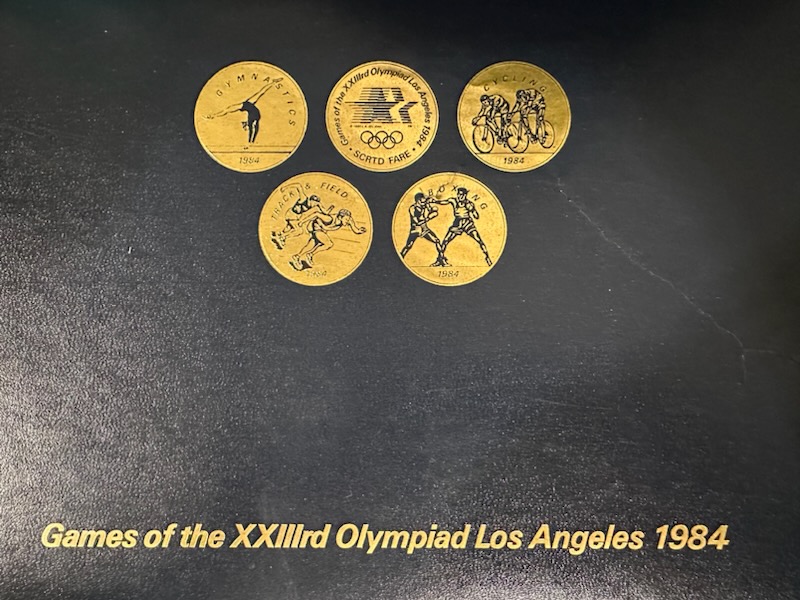 GYMNASTICS
1984
Games of the XXIIIrd Olympiad Los Angeles 1984
• SCRTD FARE •
CYCLING
1984
TRACK & FIELD
1984
BOXING
1984
Games of the XXIIIrd Olympiad Los Angeles 1984